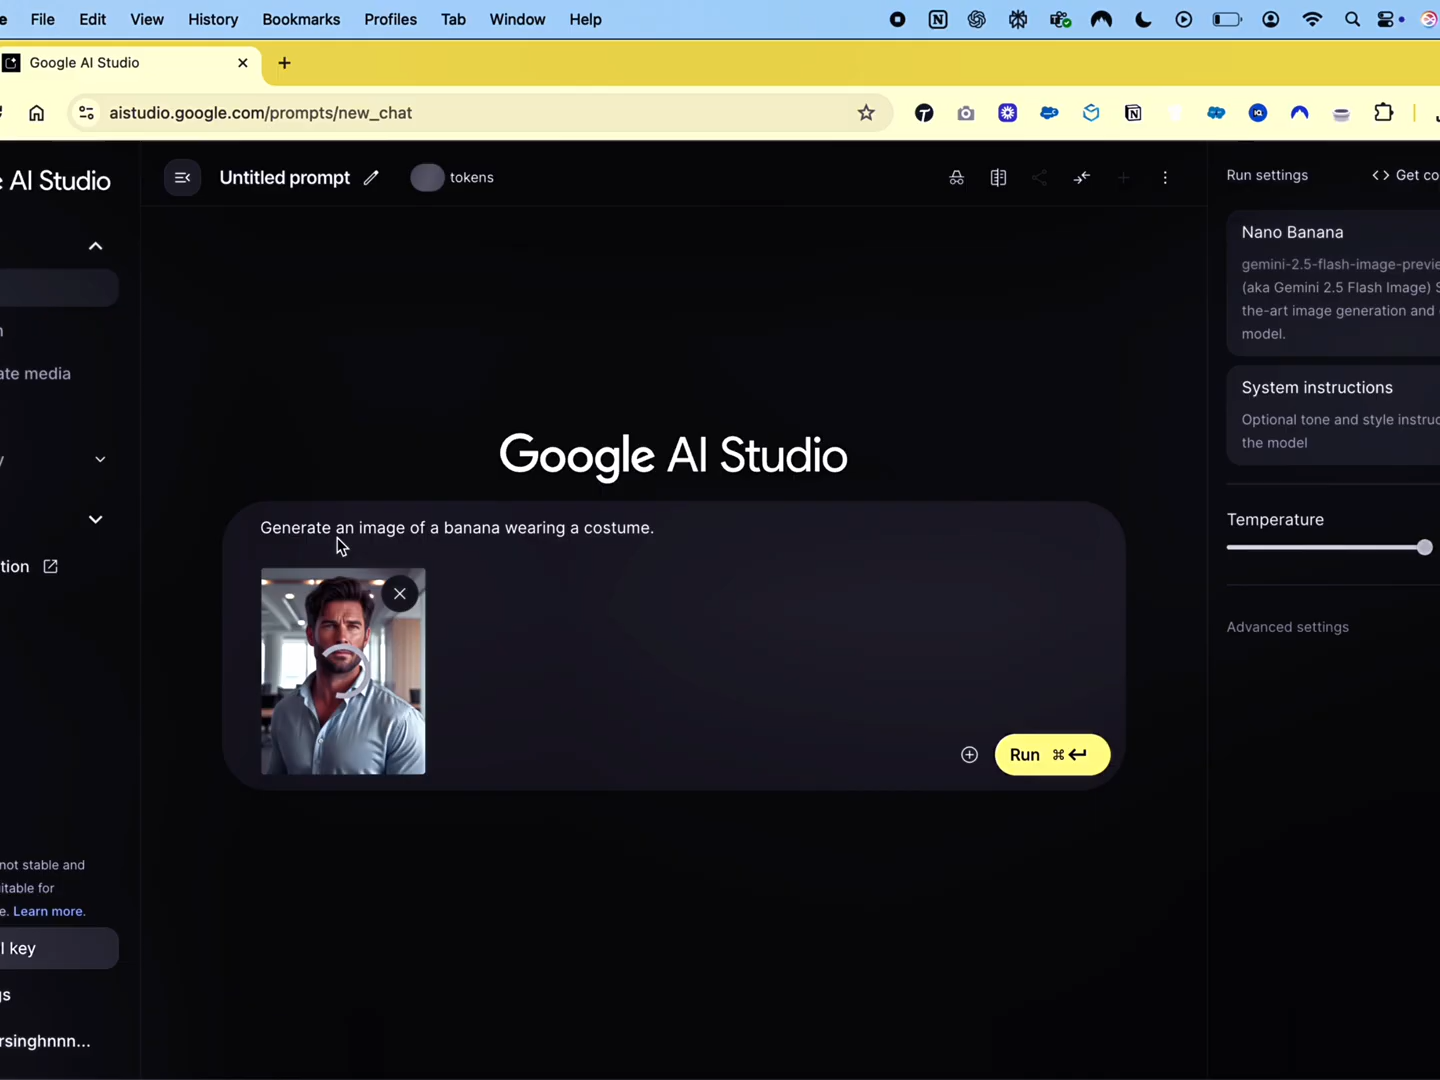 File Edit View History Bookmarks Profiles Tab Window Help
Google AI Studio
aistudio.google.com/prompts/new_chat
AI Studio
Untitled prompt
tokens
Run settings
Get co
Nano Banana
gemini-2.5-flash-image-previe
(aka Gemini 2.5 Flash Image) S
the-art image generation and
model.
System instructions
Optional tone and style instruc
the model
Temperature
Advanced settings
ate media
tion
Google AI Studio
Generate an image of a banana wearing a costume.
Run
not stable and
itable for
e. Learn more.
I key
gs
rsinghnnn...